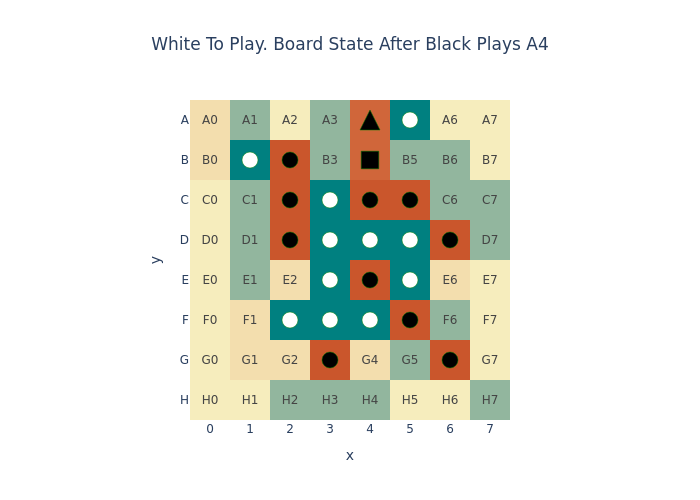 White To Play. Board State After Black Plays A4
A A0 A1 A2 A3 A6 A7
B B0 B3 B5 B6 B7
C C0 C1 C6 C7
D D0 D1 D7
E E0 E1 E2 E6 E7
F F0 F1 F6 F7
G G0 G1 G2 G4 G5 G7
H H0 H1 H2 H3 H4 H5 H6 H7
0 1 2 3 4 5 6 7
x
y